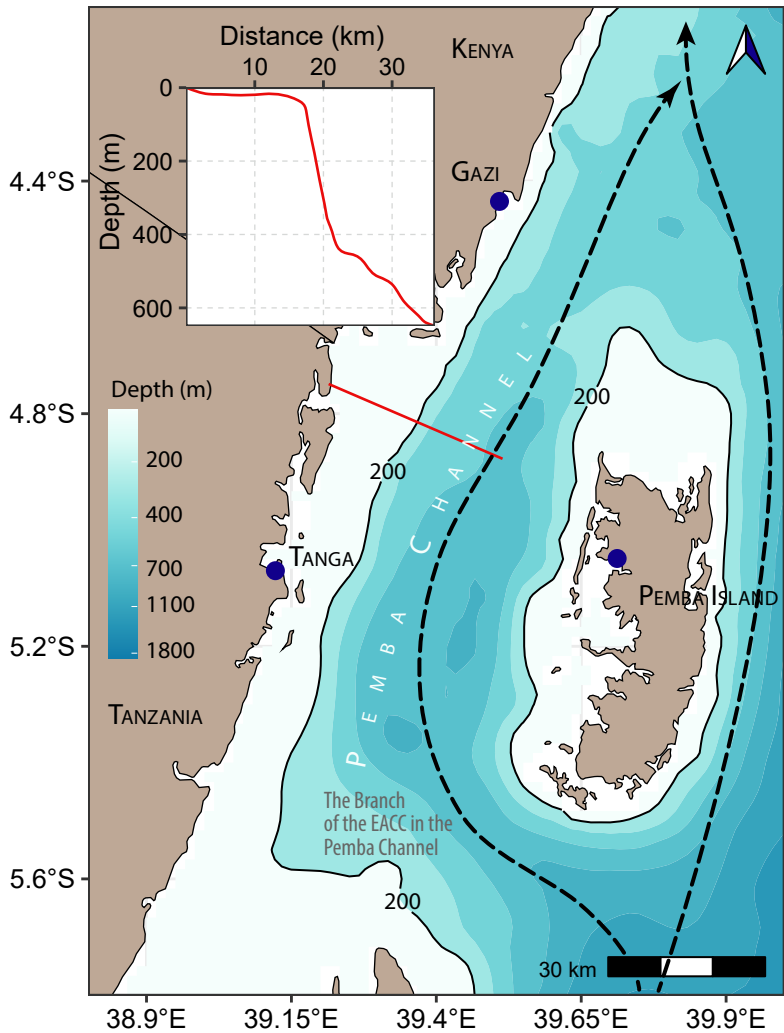 Distance (km)
10 20 30
Depth (m)
0
200
400
600
KENYA
GAZI
4.4°S
4.8°S
5.2°S
5.6°S
Depth (m)
200
400
700
1100
1800
200
200
200
PEMBA CHANNEL
TANGA
PEMBA ISLAND
TANZANIA
The Branch
of the EACC in the
Pemba Channel
30 km
38.9°E 39.15°E 39.4°E 39.65°E 39.9°E